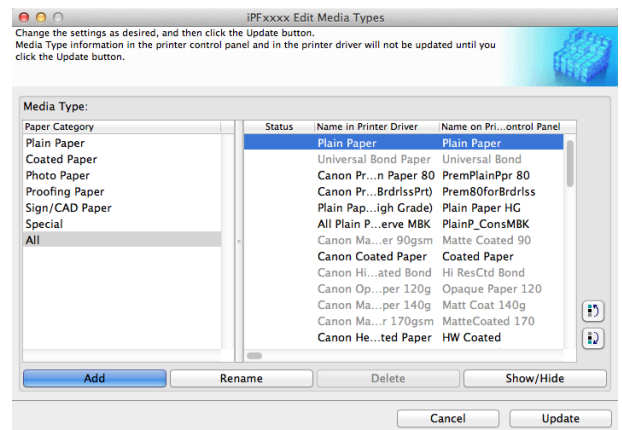 iPFxxxx Edit Media Types
Change the settings as desired, and then click the Update button.
Media Type information in the printer control panel and in the printer driver will not be updated until you
click the Update button.
Media Type:
Paper Category
Plain Paper
Coated Paper
Photo Paper
Proofing Paper
Sign/CAD Paper
Special
All
Status Name in Printer Driver Name on Pri...ontrol Panel
Plain Paper Plain Paper
Universal Bond Paper Universal Bond
Canon Pr...n Paper 80 PremPlainPpr 80
Canon Pr...BrdrlssPrt) Prem80forBrdrlss
Plain Pap...igh Grade) Plain Paper HG
All Plain P...erve MBK PlainP_ConsMBK
Canon Ma...er 90gsm Matte Coated 90
Canon Coated Paper Coated Paper
Canon Hi...ated Bond Hi ResCtd Bond
Canon Op...per 120g Opaque Paper 120
Canon Ma...per 140g Matt Coat 140g
Canon Ma...r 170gsm MatteCoated 170
Canon He...ted Paper HW Coated
Add Rename Delete Show/Hide
Cancel Update